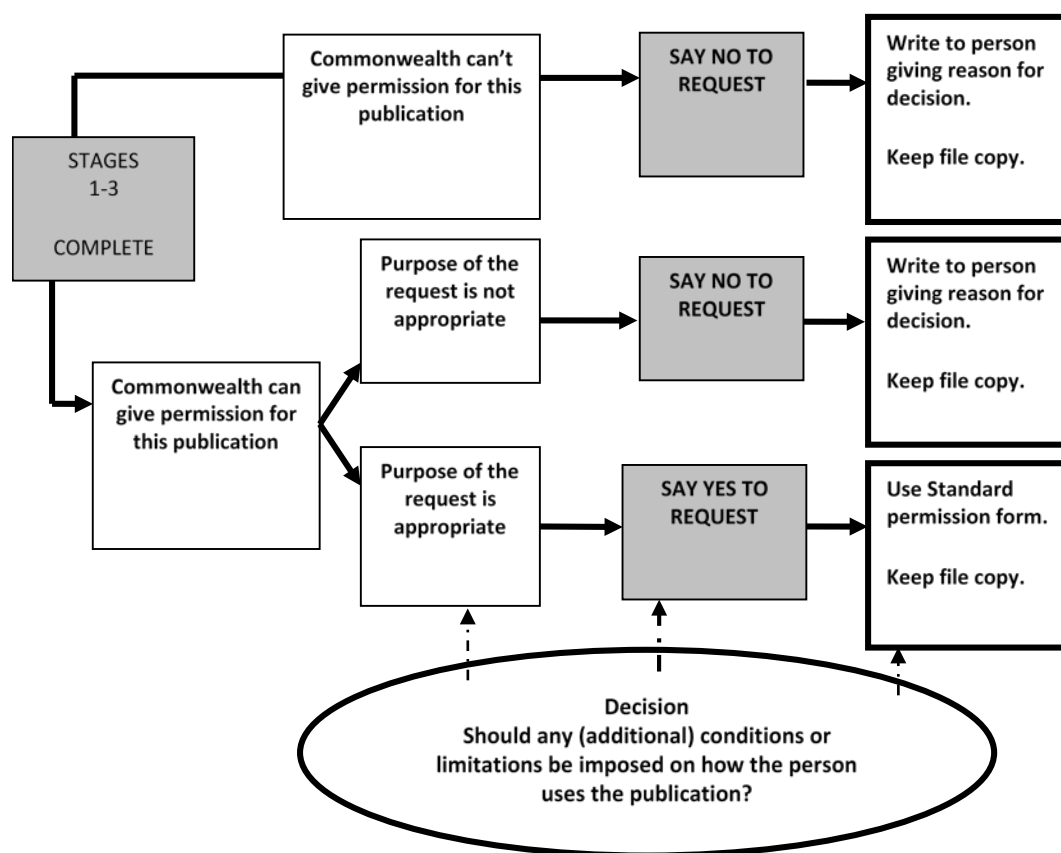 Commonwealth can't
give permission for this
publication
SAY NO TO
REQUEST
Write to person
giving reason for
decision.
Keep file copy.
STAGES
1-3
COMPLETE
Purpose of the
request is not
appropriate
SAY NO TO
REQUEST
Write to person
giving reason for
decision.
Keep file copy.
Commonwealth can
give permission for
this publication
Purpose of the
request is
appropriate
SAY YES TO
REQUEST
Use Standard
permission form.
Keep file copy.
Decision
Should any (additional) conditions or
limitations be imposed on how the person
uses the publication?